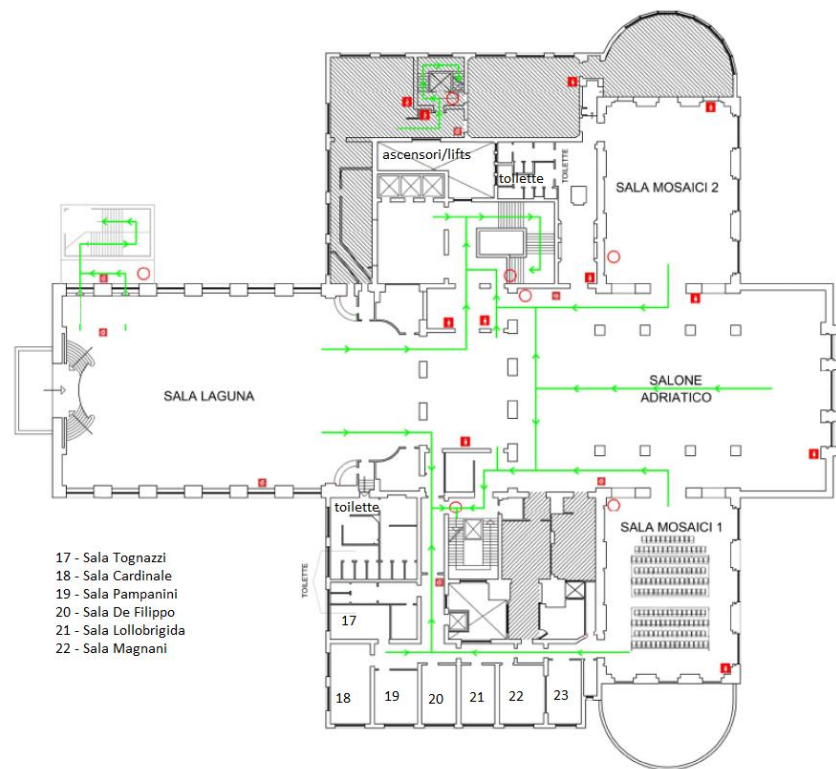 ascensori/lifts
toilette
TOILETTE
SALA MOSAICI 2
SALA LAGUNA
SALONE
ADRIATICO
toilette
SALA MOSAICI 1
TOILETTE
17 - Sala Tognazzi
18 - Sala Cardinale
19 - Sala Pampanini
20 - Sala De Filippo
21 - Sala Lollobrigida
22 - Sala Magnani
17
18
19
20
21
22
23